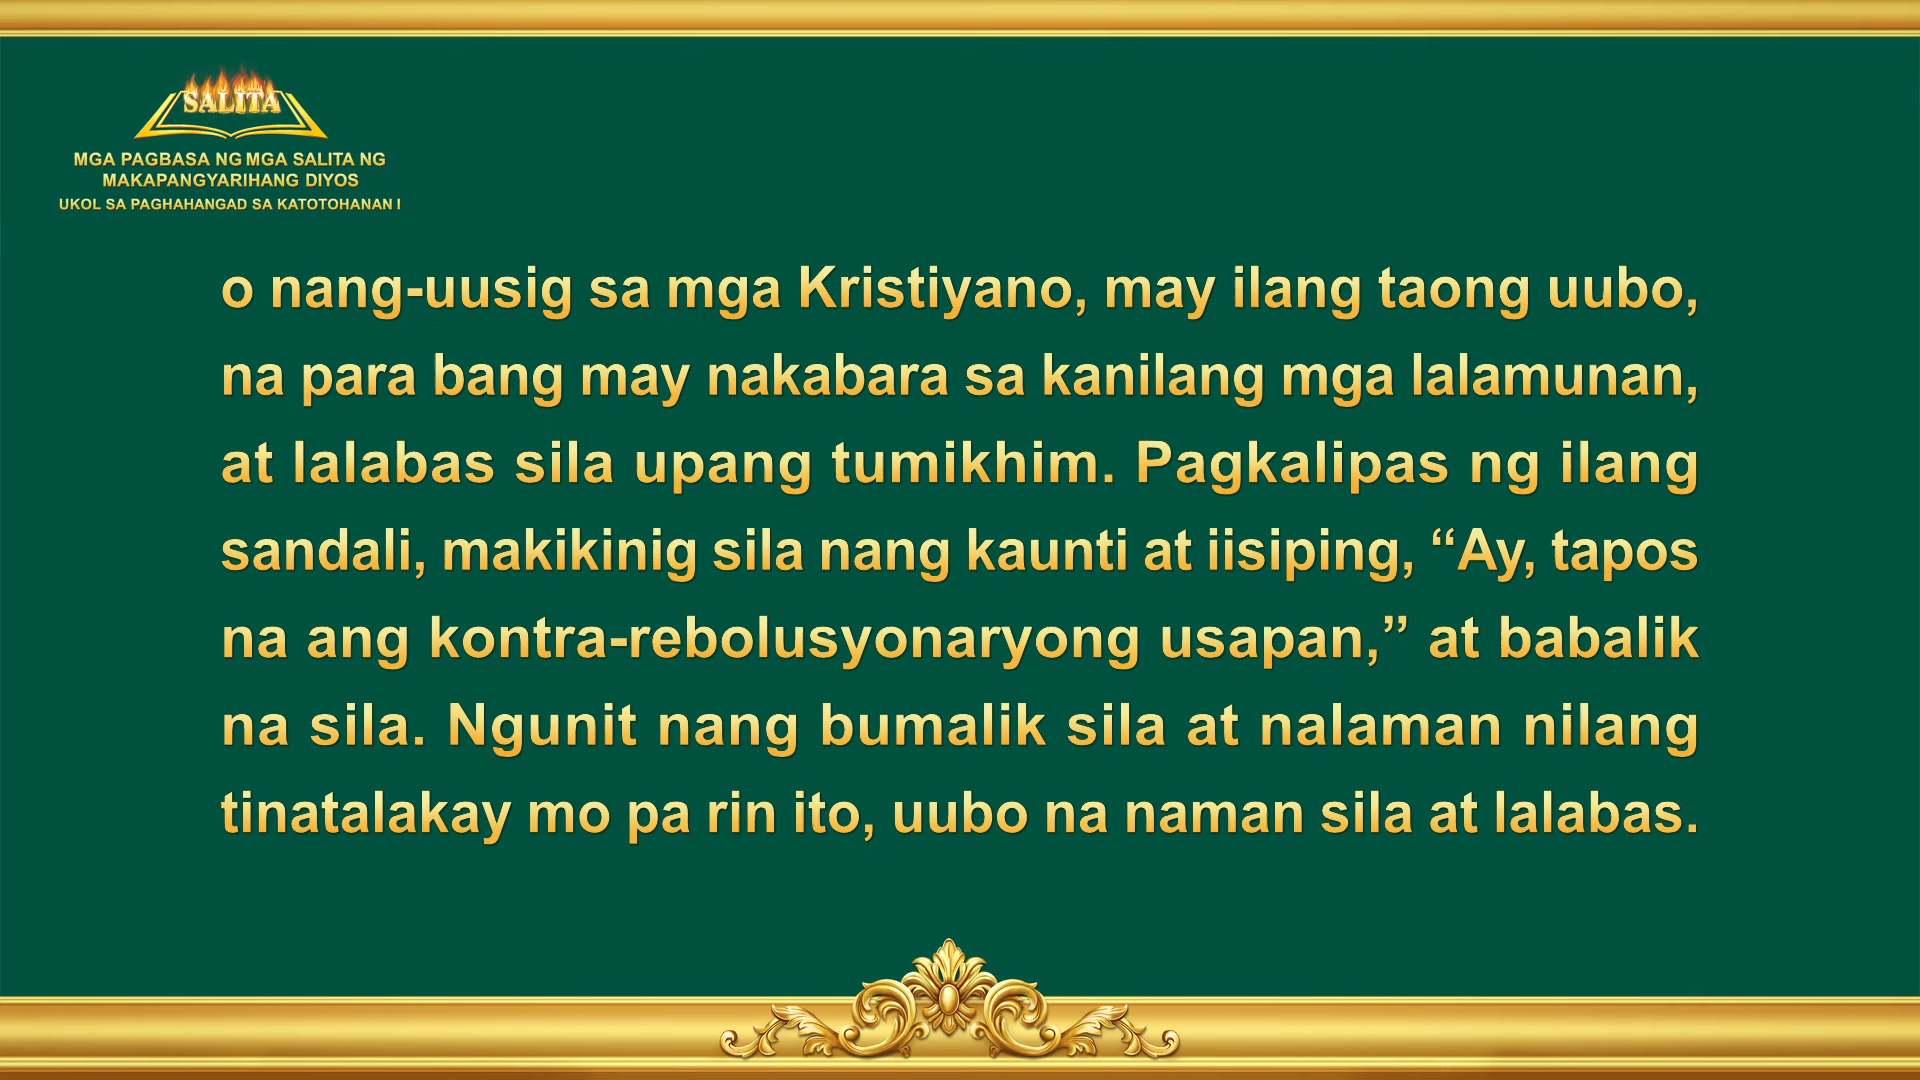 SALITA
MGA PAGBASA NG MGA SALITA NG
MAKAPANGYARIHANG DIYOS
UKOL SA PAGHAHANGAD SA KATOTOHANAN I
o nang-uusig sa mga Kristiyano, may ilang taong uubo,
na para bang may nakabara sa kanilang mga lalamunan,
at lalabas sila upang tumikhim. Pagkalipas ng ilang
sandali, makikinig sila nang kaunti at iisiping, “Ay, tapos
na ang kontra-rebolusyonaryong usapan,” at babalik
na sila. Ngunit nang bumalik sila at nalaman nilang
tinatalakay mo pa rin ito, uubo na naman sila at lalabas.